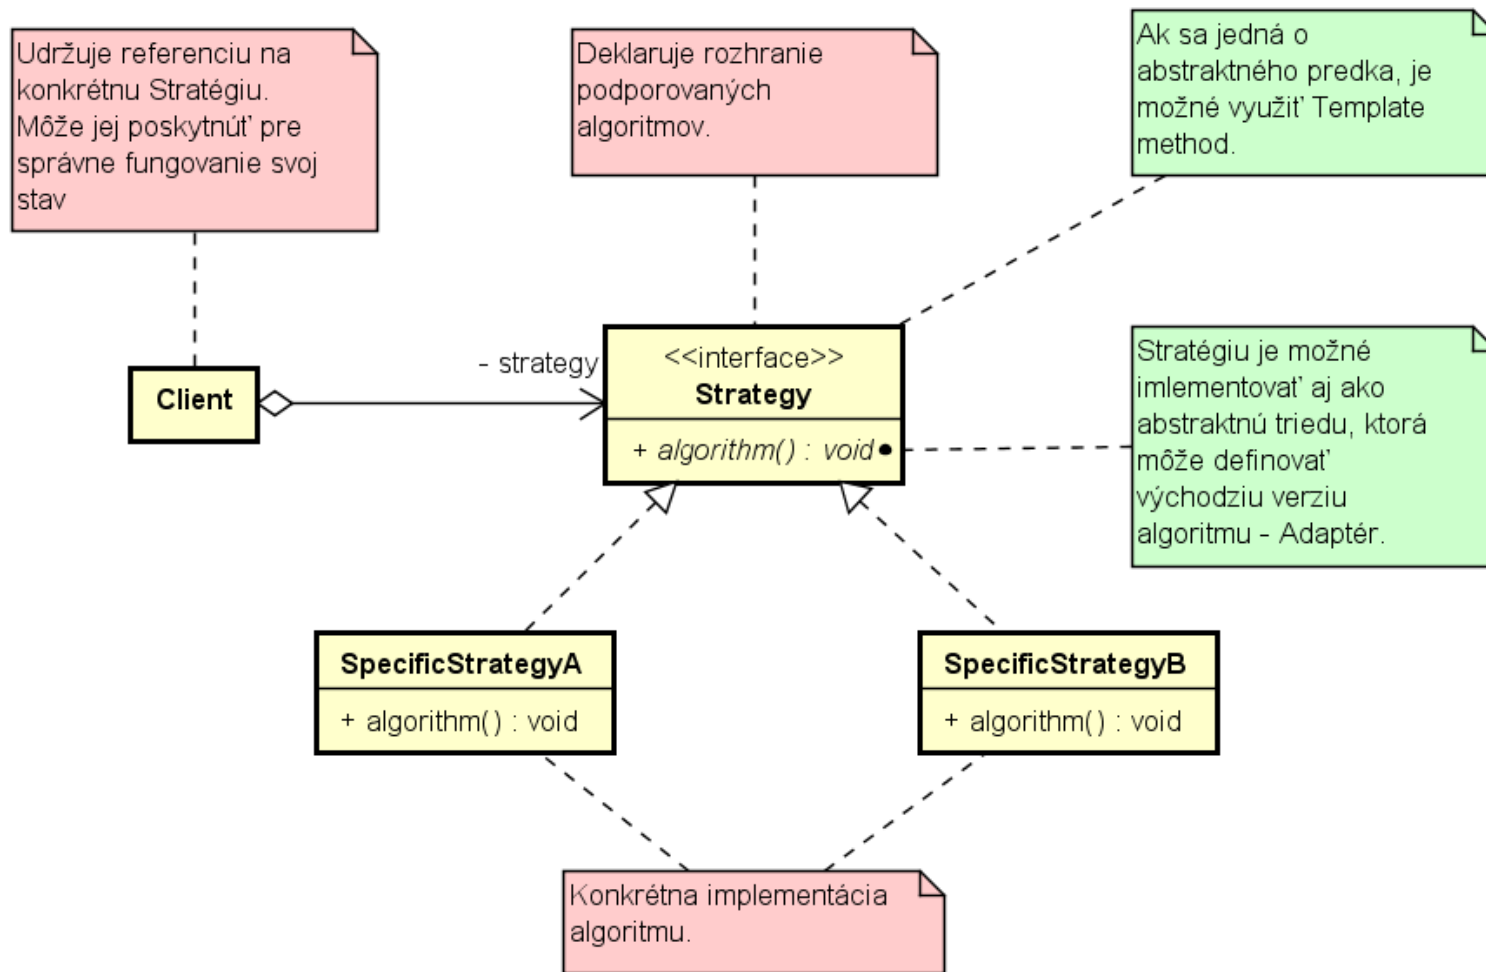 Udržuje referenciu na
konkrétnu Stratégiu.
Môže jej poskytnúť pre
správne fungovanie svoj
stav
Deklaruje rozhranie
podporovaných
algoritmov.
Ak sa jedná o
abstraktného predka, je
možné využiť Template
method.
- strategy
Client
<<interface>>
Strategy
+ algorithm() : void
Stratégiu je možné
imlementovať aj ako
abstraktnú triedu, ktorá
môže definovať
východziu verziu
algoritmu - Adaptér.
SpecificStrategyA
+ algorithm() : void
SpecificStrategyB
+ algorithm() : void
Konkrétna implementácia
algoritmu.